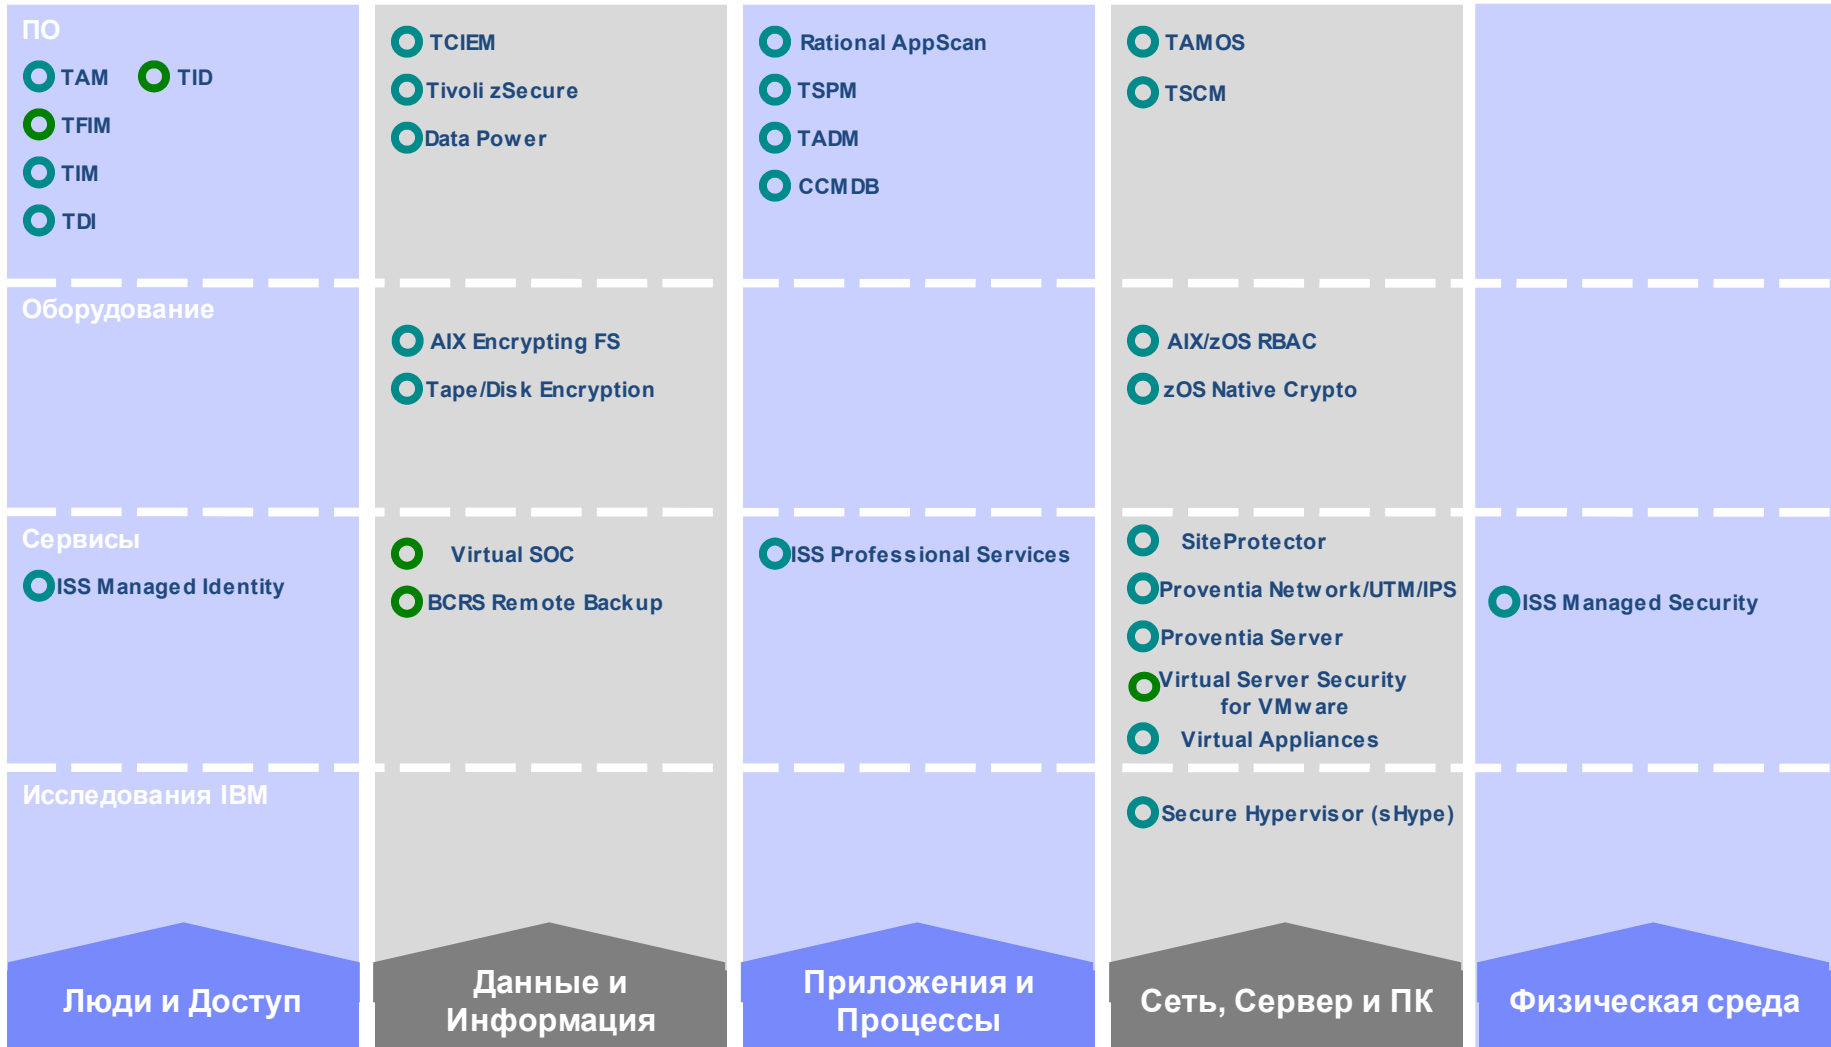 ПО
TAM
TID
TFIM
TIM
TDI
TCIEM
Tivoli zSecure
Data Power
Rational AppScan
TSPM
TADM
CCMDB
TAMOS
TSCM
Оборудование
AIX Encrypting FS
Tape/Disk Encryption
AIX/zOS RBAC
zOS Native Crypto
Сервисы
ISS Managed Identity
Virtual SOC
BCRS Remote Backup
ISS Professional Services
SiteProtector
Proventia Network/UTM/IPS
Proventia Server
Virtual Server Security
for VMware
Virtual Appliances
ISS Managed Security
Исследования IBM
Secure Hypervisor (sHype)
Люди и Доступ
Данные и
Информация
Приложения и
Процессы
Сеть, Сервер и ПК
Физическая среда